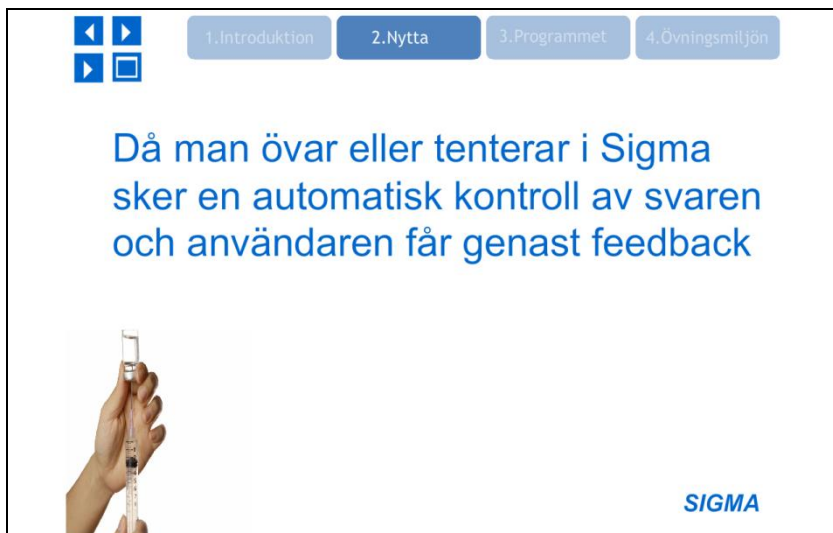 1.Introduktion
2.Nytta
3.Programmet
4.Övningsmiljön
Då man övar eller tenterar i Sigma
sker en automatisk kontroll av svaren
och användaren får genast feedback
SIGMA